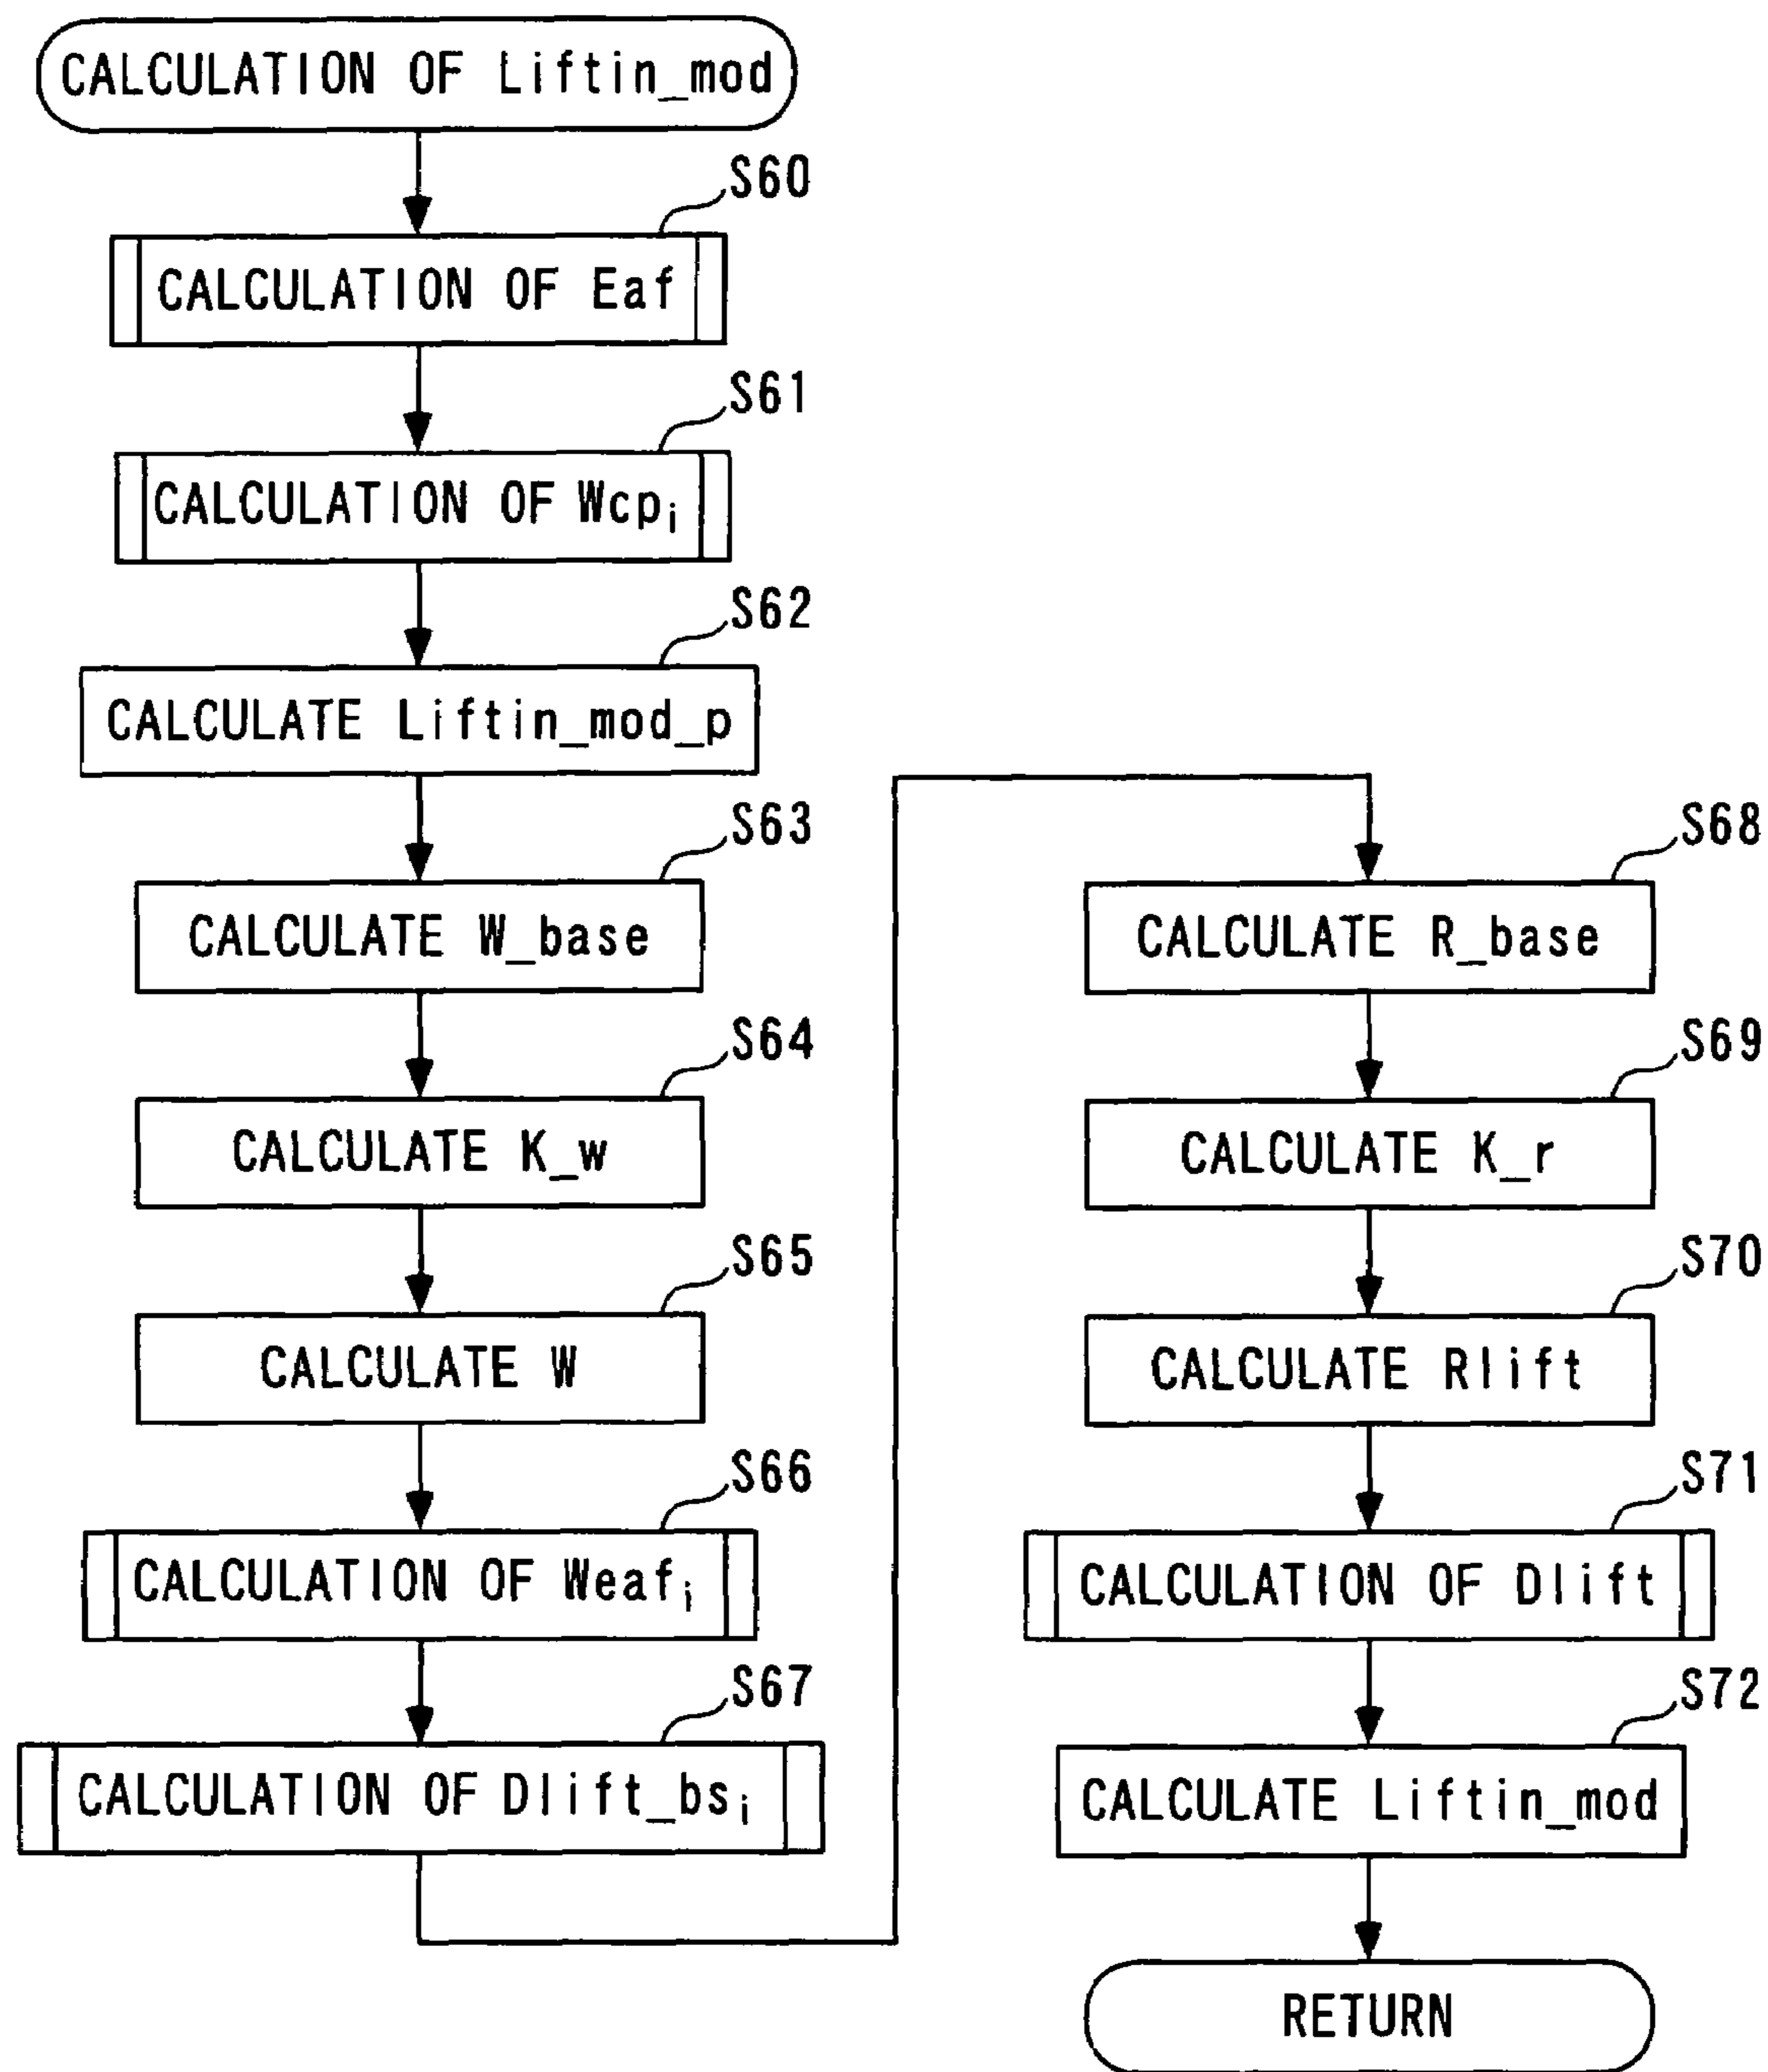 CALCULATION OF Liftin_mod
S60
CALCULATION OF Eaf
S61
CALCULATION OF Wcpi
S62
CALCULATE Liftin_mod_p
S63
CALCULATE W_base
S64
CALCULATE K_w
S65
CALCULATE W
S66
CALCULATION OF Weafi
S67
CALCULATION OF Dlift_bsi
S68
CALCULATE R_base
S69
CALCULATE K_r
S70
CALCULATE Rlift
S71
CALCULATION OF Dlift
S72
CALCULATE Liftin_mod
RETURN